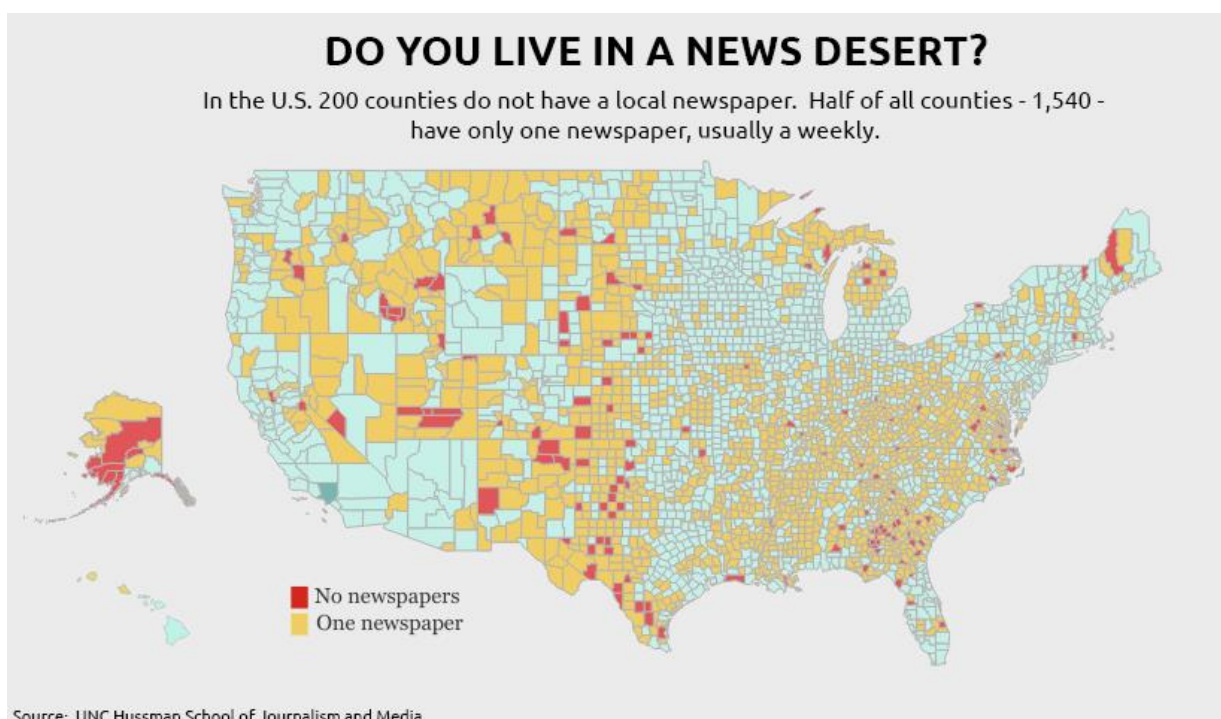 DO YOU LIVE IN A NEWS DESERT?
In the U.S. 200 counties do not have a local newspaper. Half of all counties - 1,540 -
have only one newspaper, usually a weekly.
No newspapers
One newspaper
Source: UNC Hussman School of Journalism and Media